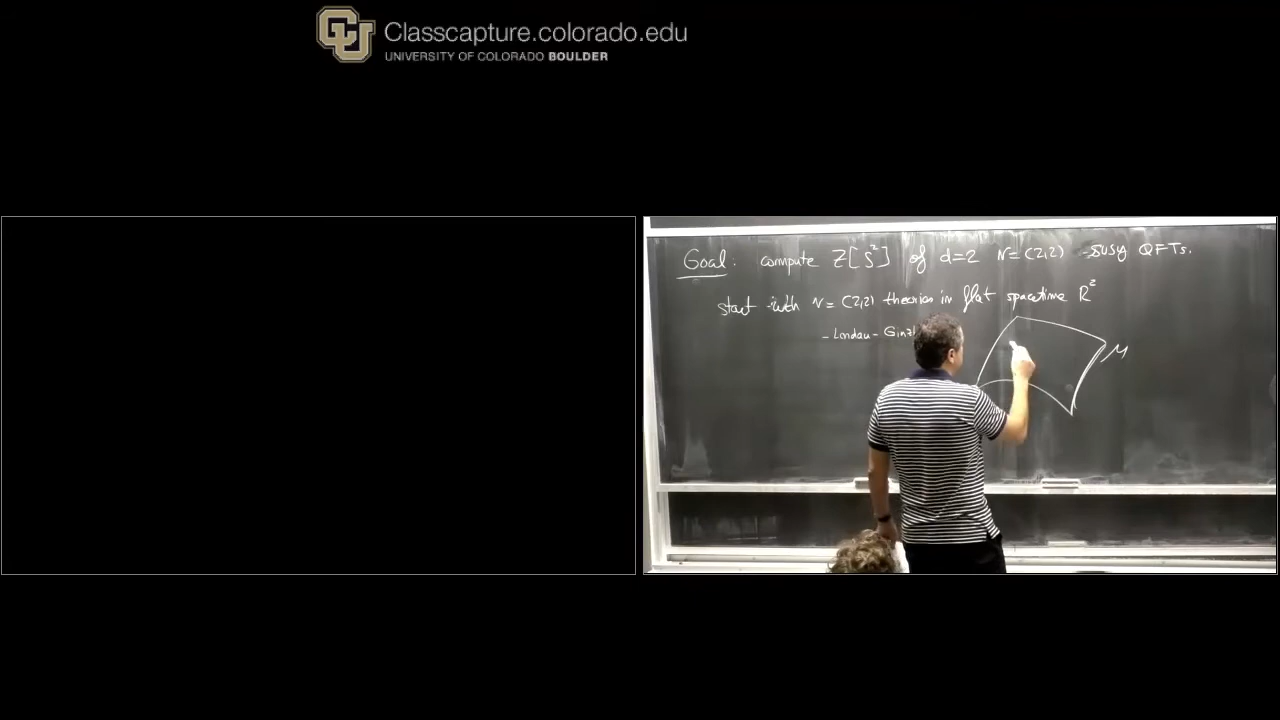 Classcapture.colorado.edu
UNIVERSITY OF COLORADO BOULDER
Goal: compute Z[S²] of d=2 N=(2,2) SUSY QFTs.
start with N=(2,2) theories in flat spacetime R²
- Landau - Ginz
M